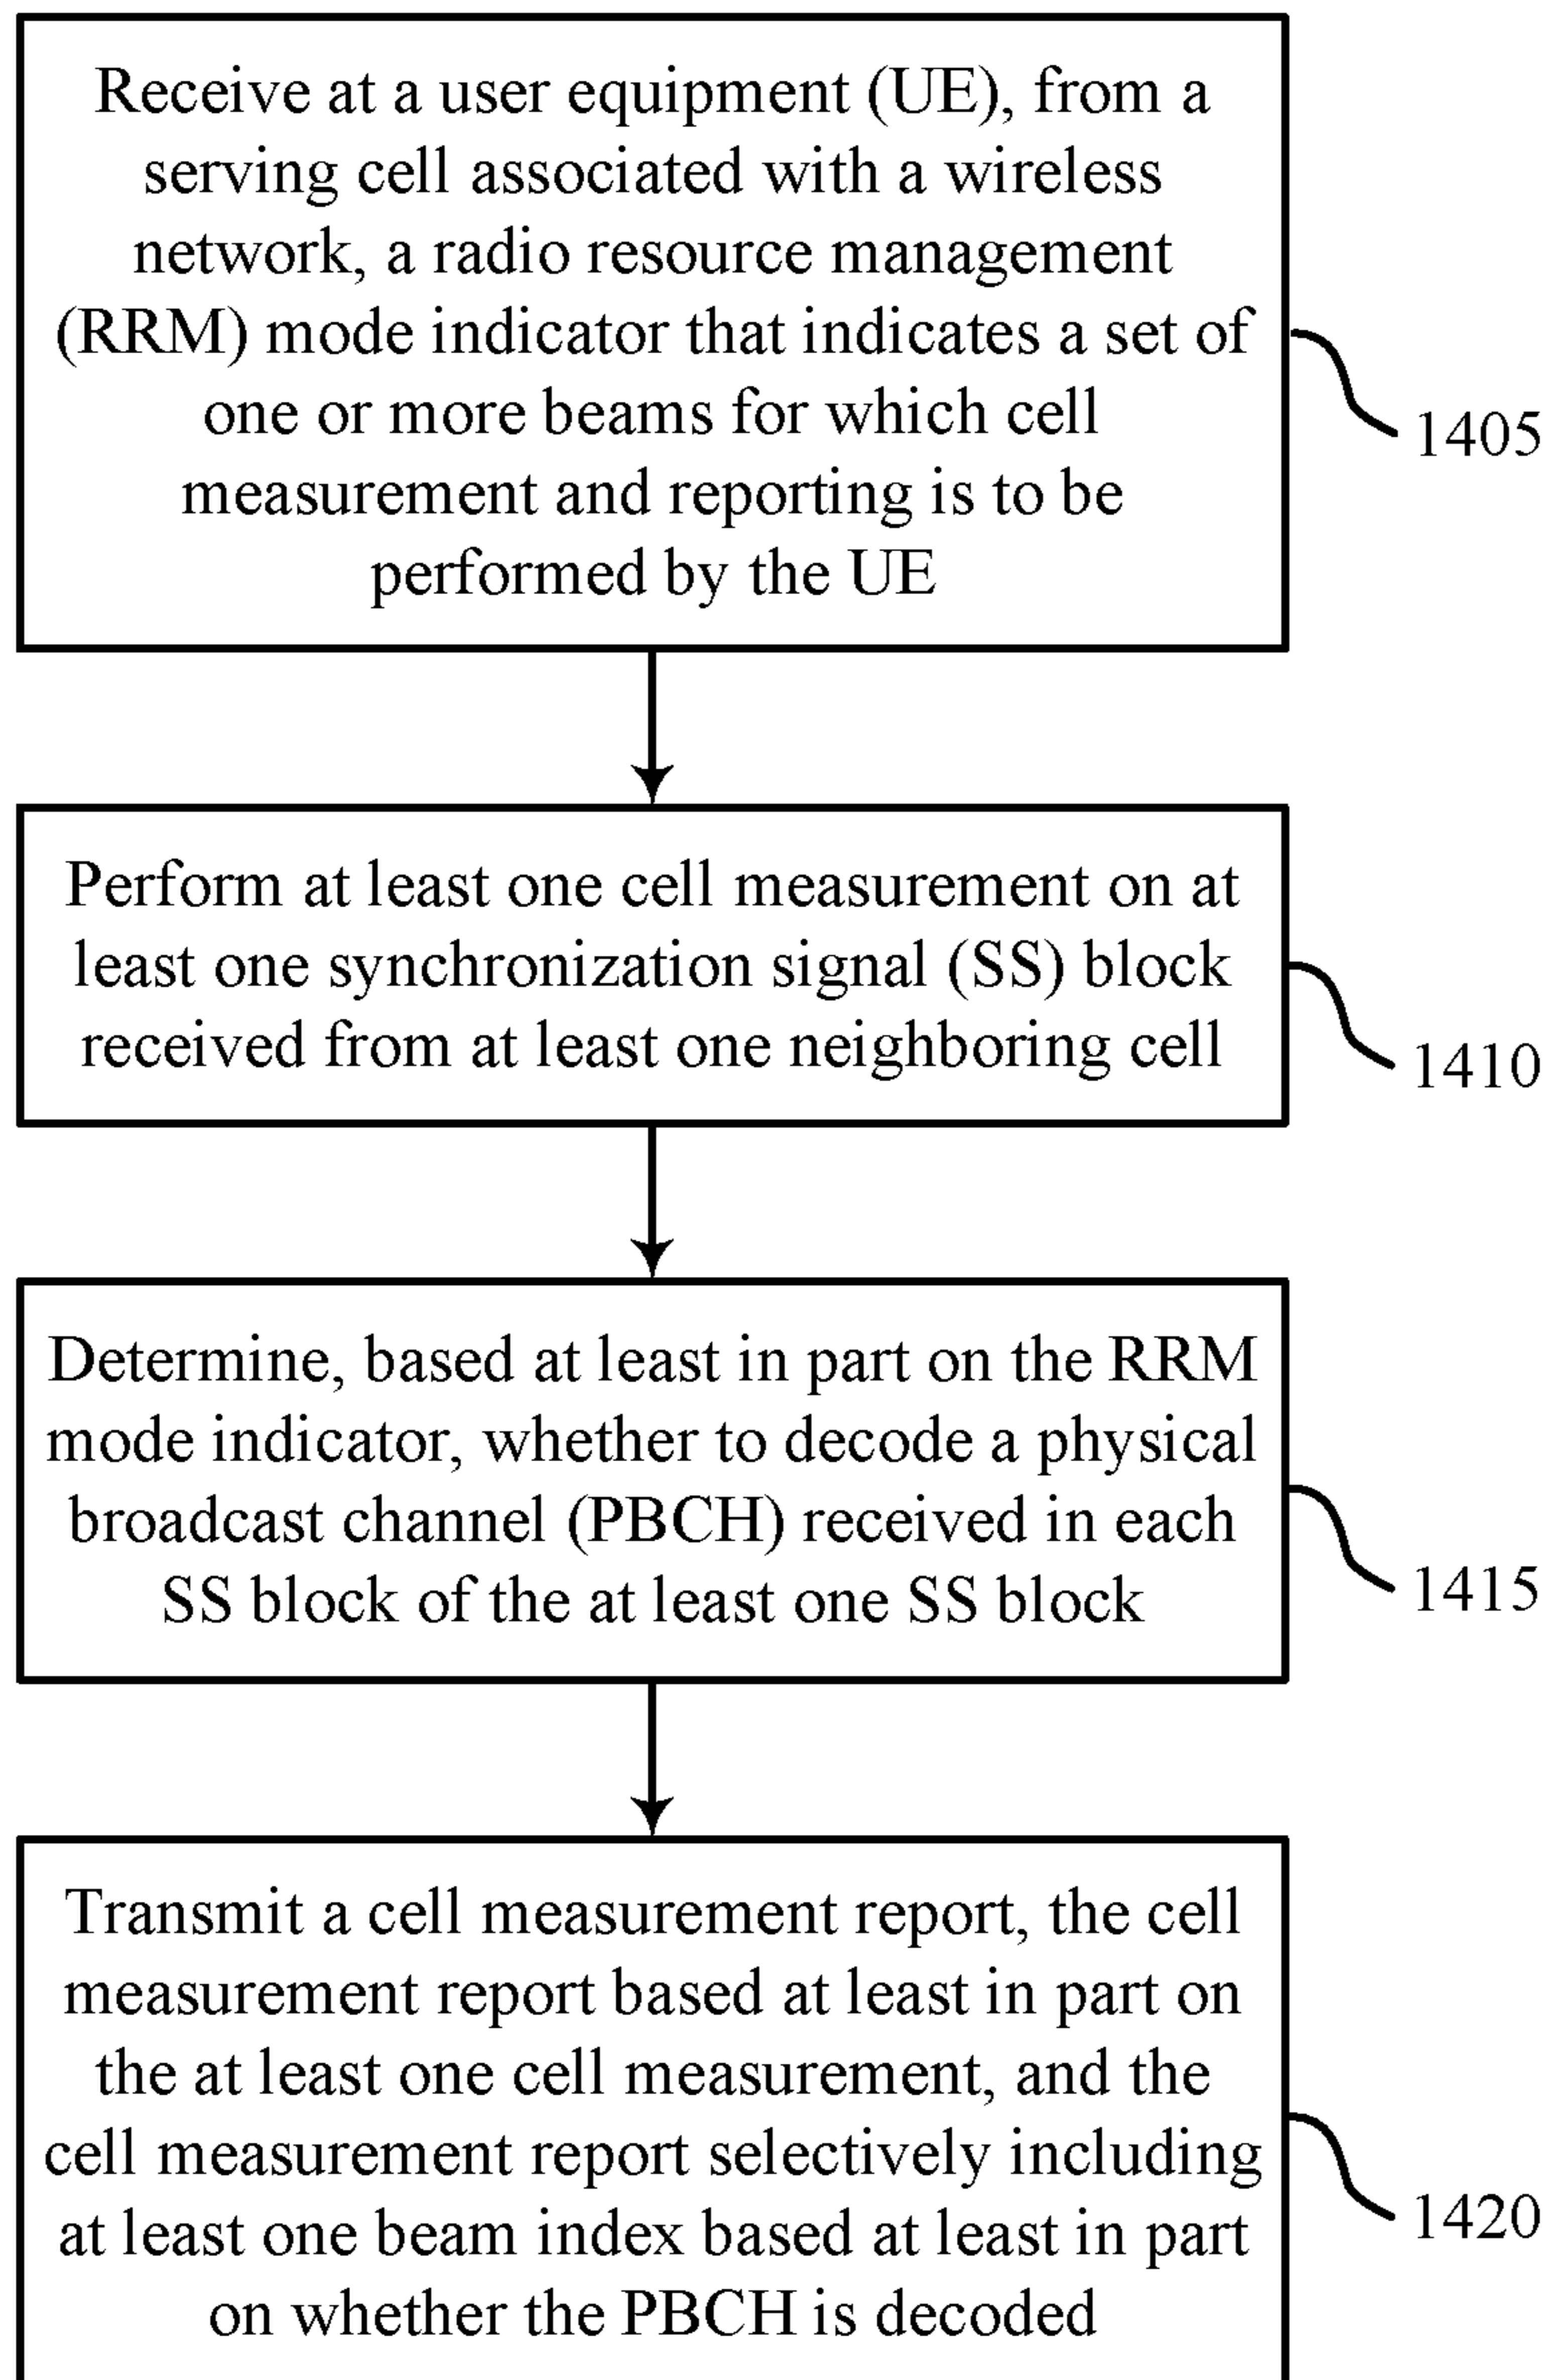 Receive at a user equipment (UE), from a
serving cell associated with a wireless
network, a radio resource management
(RRM) mode indicator that indicates a set of
one or more beams for which cell
measurement and reporting is to be
performed by the UE
1405
Perform at least one cell measurement on at
least one synchronization signal (SS) block
received from at least one neighboring cell
1410
Determine, based at least in part on the RRM
mode indicator, whether to decode a physical
broadcast channel (PBCH) received in each
SS block of the at least one SS block
1415
Transmit a cell measurement report, the cell
measurement report based at least in part on
the at least one cell measurement, and the
cell measurement report selectively including
at least one beam index based at least in part
on whether the PBCH is decoded
1420